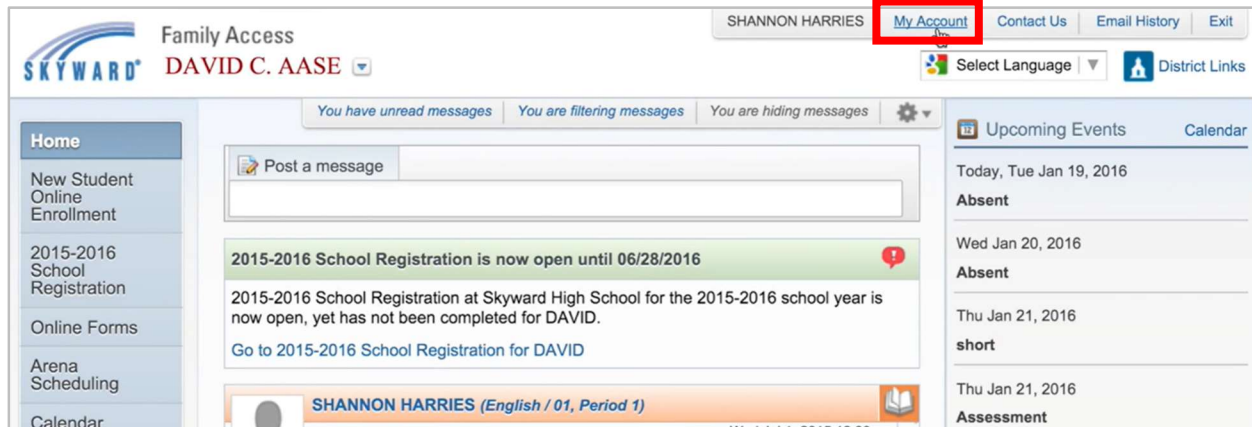 SHANNON HARRIES My Account Contact Us Email History Exit
SKYWARD®
Family Access
DAVID C. AASE
Select Language ▼
District Links
You have unread messages You are filtering messages You are hiding messages
Home
New Student
Online
Enrollment
2015-2016
School
Registration
Online Forms
Arena
Scheduling
Calendar
Post a message
2015-2016 School Registration is now open until 06/28/2016
2015-2016 School Registration at Skyward High School for the 2015-2016 school year is
now open, yet has not been completed for DAVID.
Go to 2015-2016 School Registration for DAVID
SHANNON HARRIES (English / 01, Period 1)
Upcoming Events Calendar
Today, Tue Jan 19, 2016
Absent
Wed Jan 20, 2016
Absent
Thu Jan 21, 2016
short
Thu Jan 21, 2016
Assessment